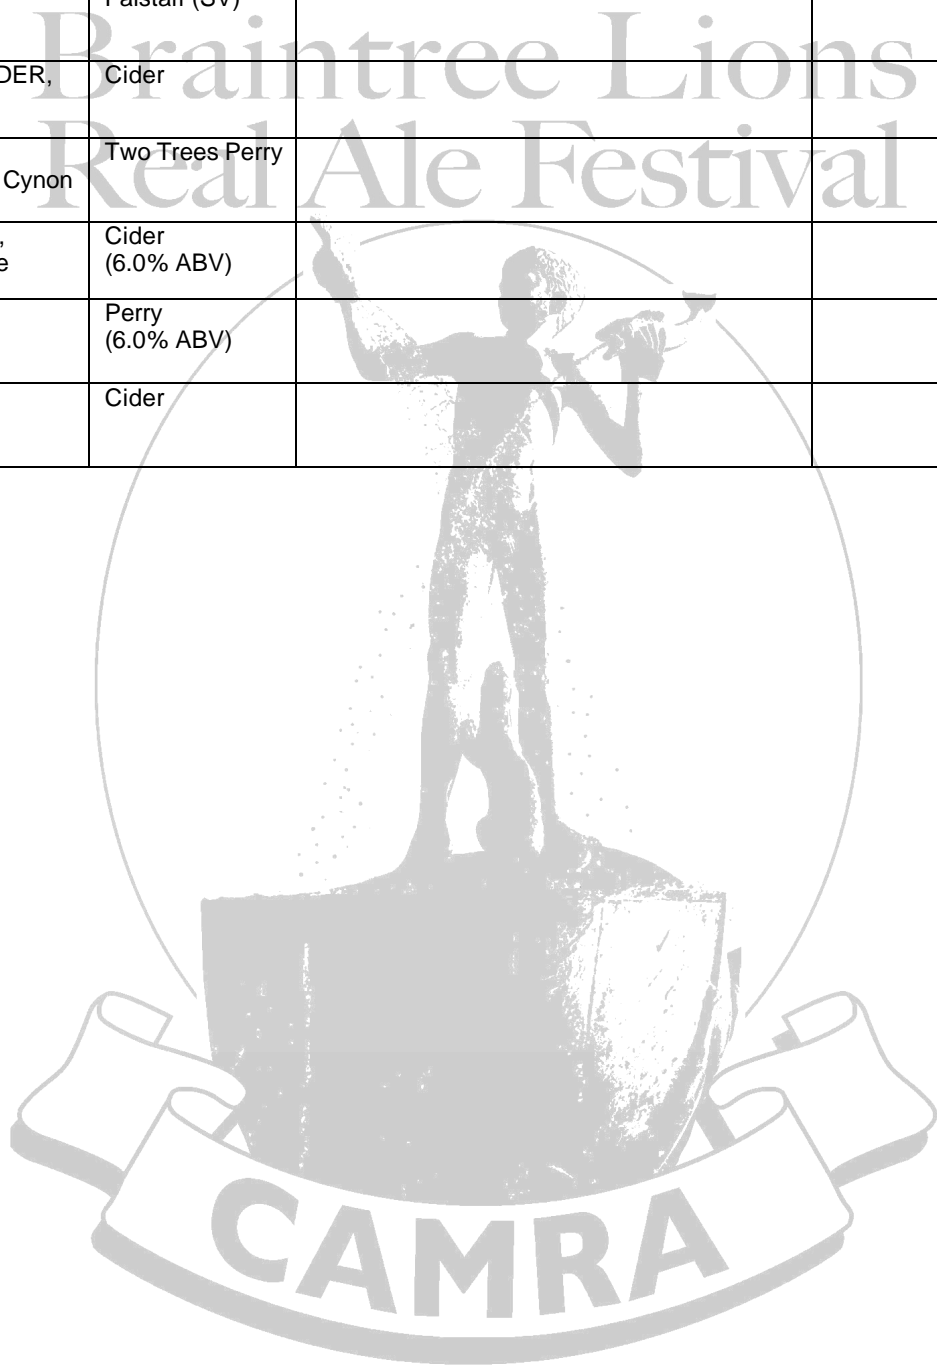 Braintree Lions
Falstaff (SV)
DER,
Cider
Real Ale Festival
Two Trees Perry
Cynon
,
e
Cider
(6.0% ABV)
Perry
(6.0% ABV)
Cider
CAMRA